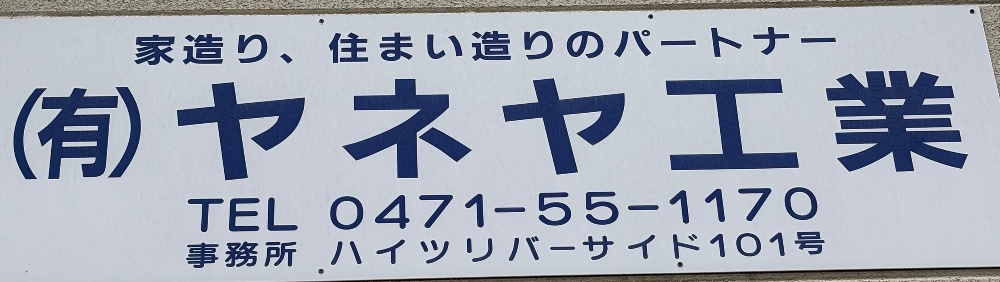 家造り、住まい造りのパートナー
(有)ヤネヤ工業
TEL 0471-55-1170
事務所 ハイツリバーサイド101号